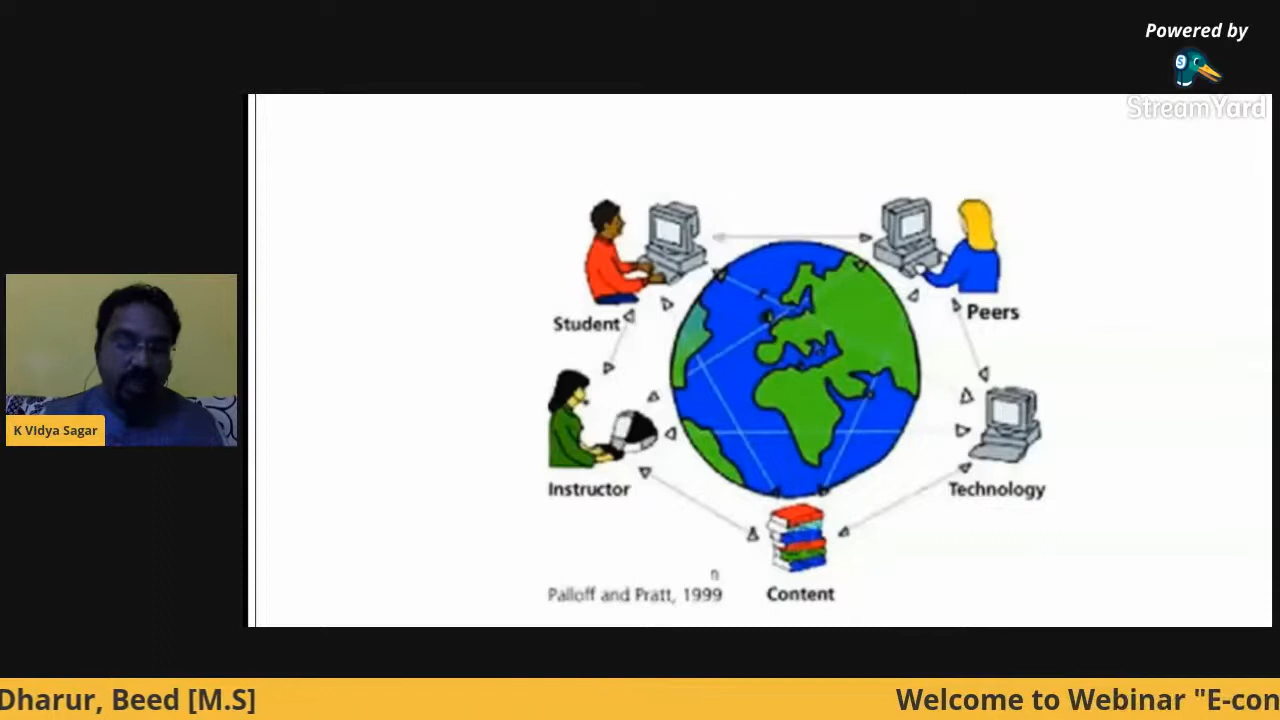 Powered by
StreamYard
Student
Peers
K Vidya Sagar
Instructor
Technology
n
Palloff and Pratt, 1999
Content
Dharur, Beed [M.S]
Welcome to Webinar "E-con